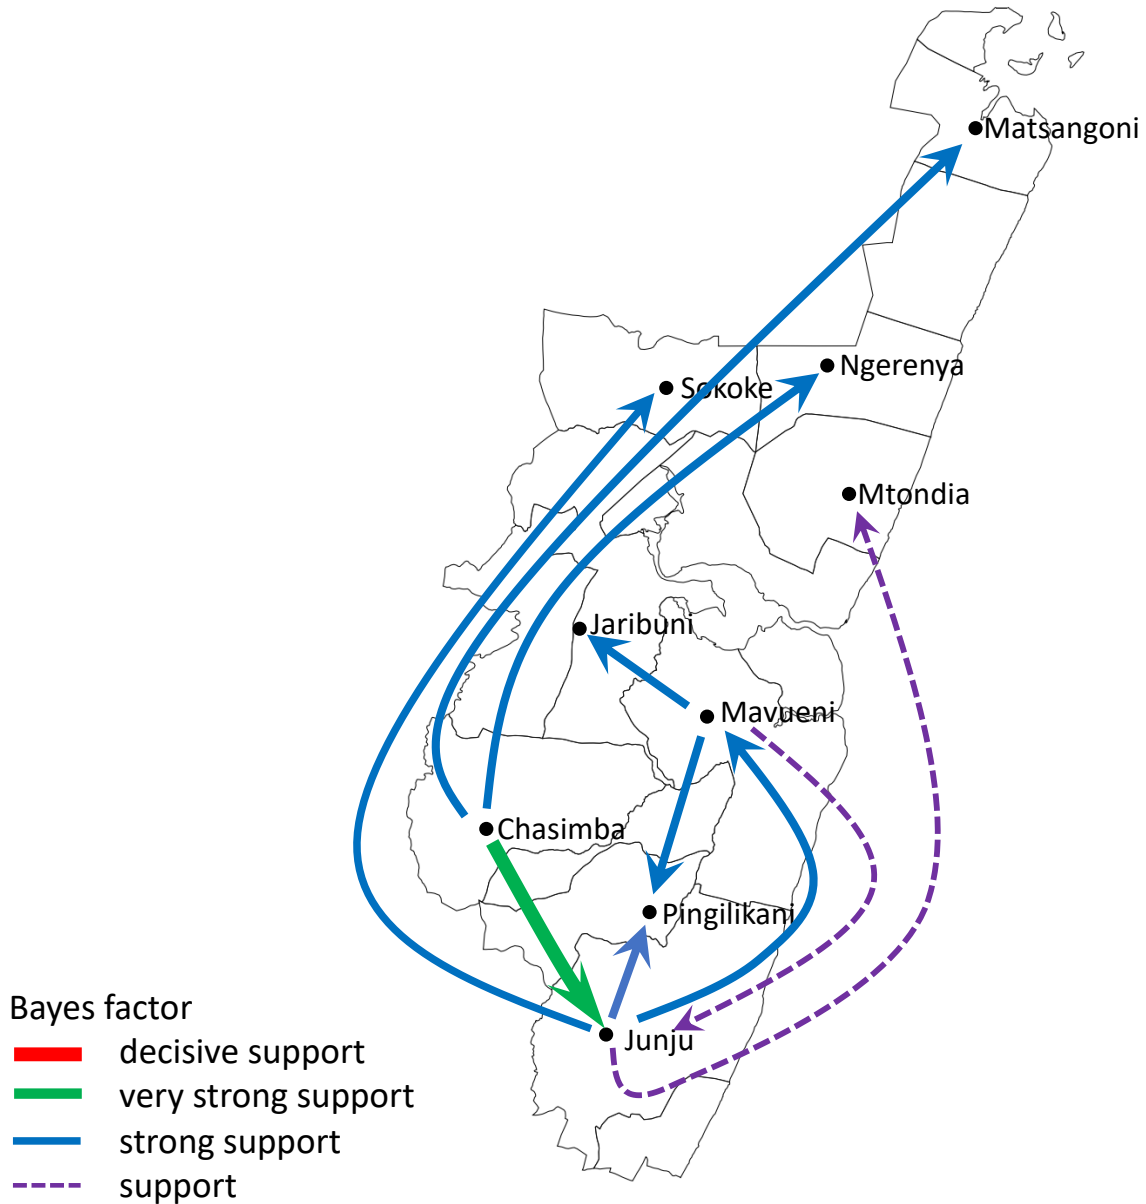 Matsangoni
Ngerenya
Sokoke
Mtondia
Jaribuni
Mavueni
Chasimba
Pingilikani
Junju
Bayes factor
decisive support
very strong support
strong support
support